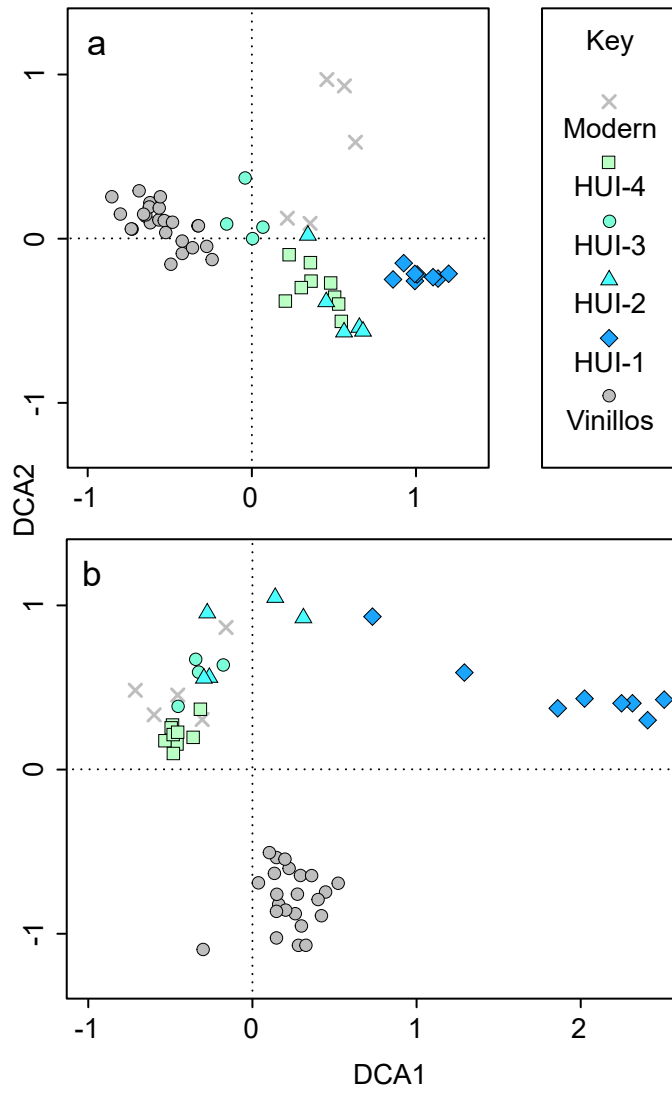 a
1
0
-1
-1
0
1
Key
Modern
HUI-4
HUI-3
HUI-2
HUI-1
Vinillos
DCA2
b
1
0
-1
-1
0
1
2
DCA1